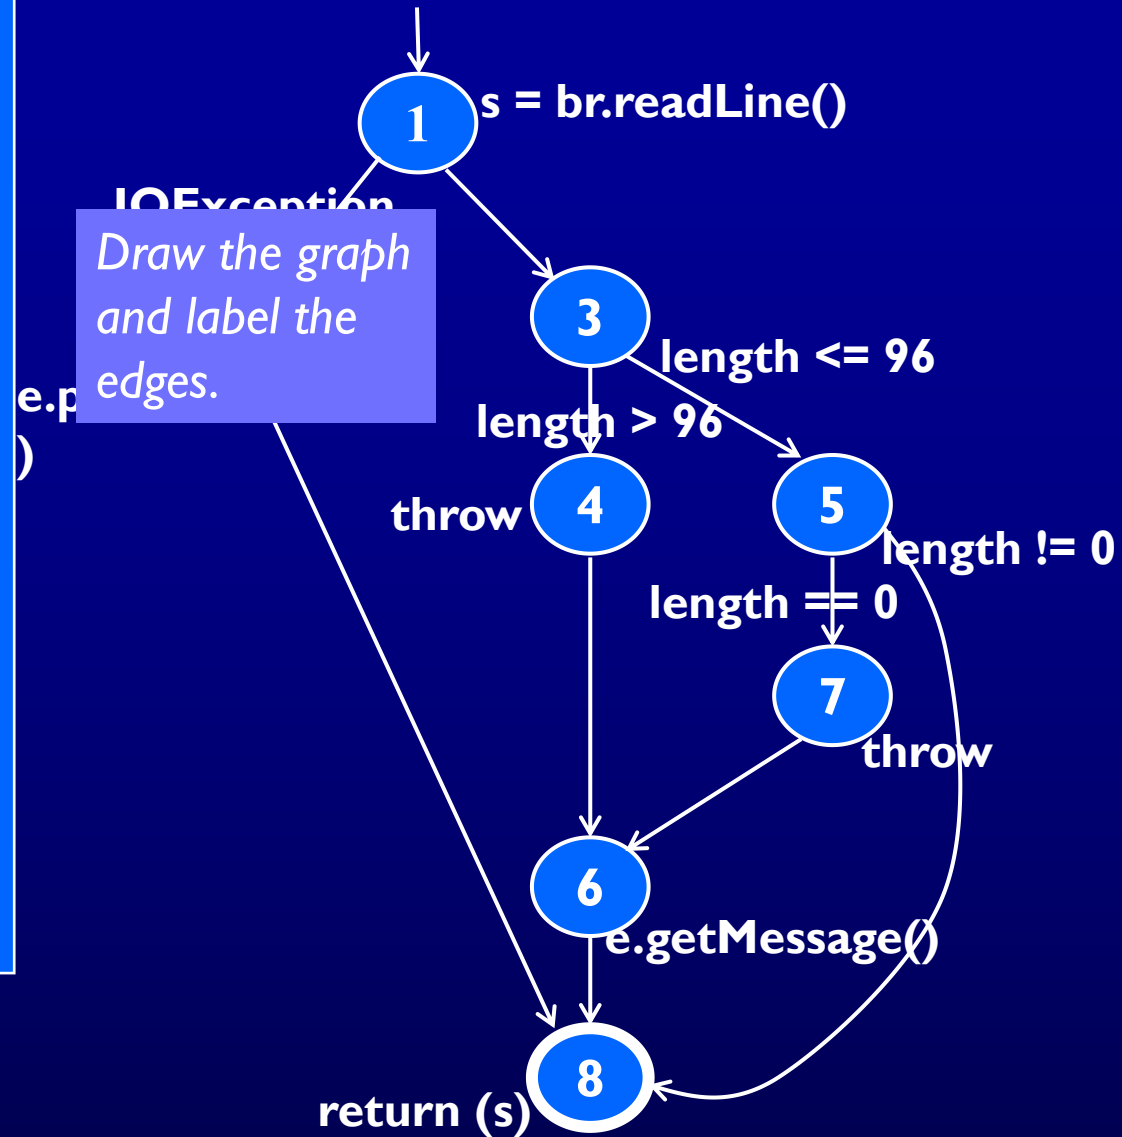 1
s = br.readLine()
IOException
Draw the graph
and label the
edges.
3
length <= 96
e.p
)
length > 96
throw
4
5
length != 0
length == 0
7
throw
6
e.getMessage()
8
return (s)